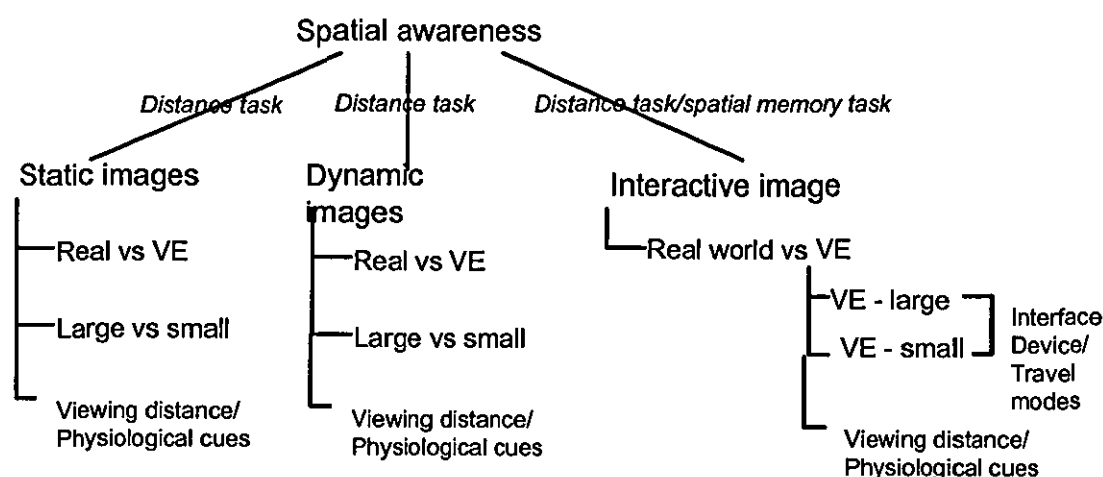 Spatial awareness
Distance task
Distance task
Distance task/spatial memory task
Static images
Real vs VE
Large vs small
Viewing distance/
Physiological cues
Dynamic
images
Real vs VE
Large vs small
Viewing distance/
Physiological cues
Interactive image
Real world vs VE
VE - large
VE - small
Interface
Device/
Travel
modes
Viewing distance/
Physiological cues